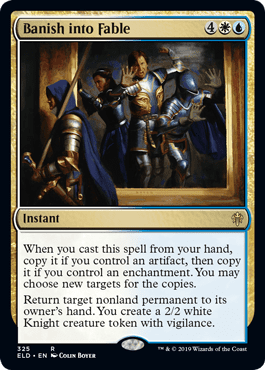 Banish into Fable 4
Instant
When you cast this spell from your hand,
copy it if you control an artifact, then copy
it if you control an enchantment. You may
choose new targets for the copies.
Return target nonland permanent to its
owner's hand. You create a 2/2 white
Knight creature token with vigilance.
325 R
ELD • EN COLIN BOYER
™ & © 2019 Wizards of the Coast